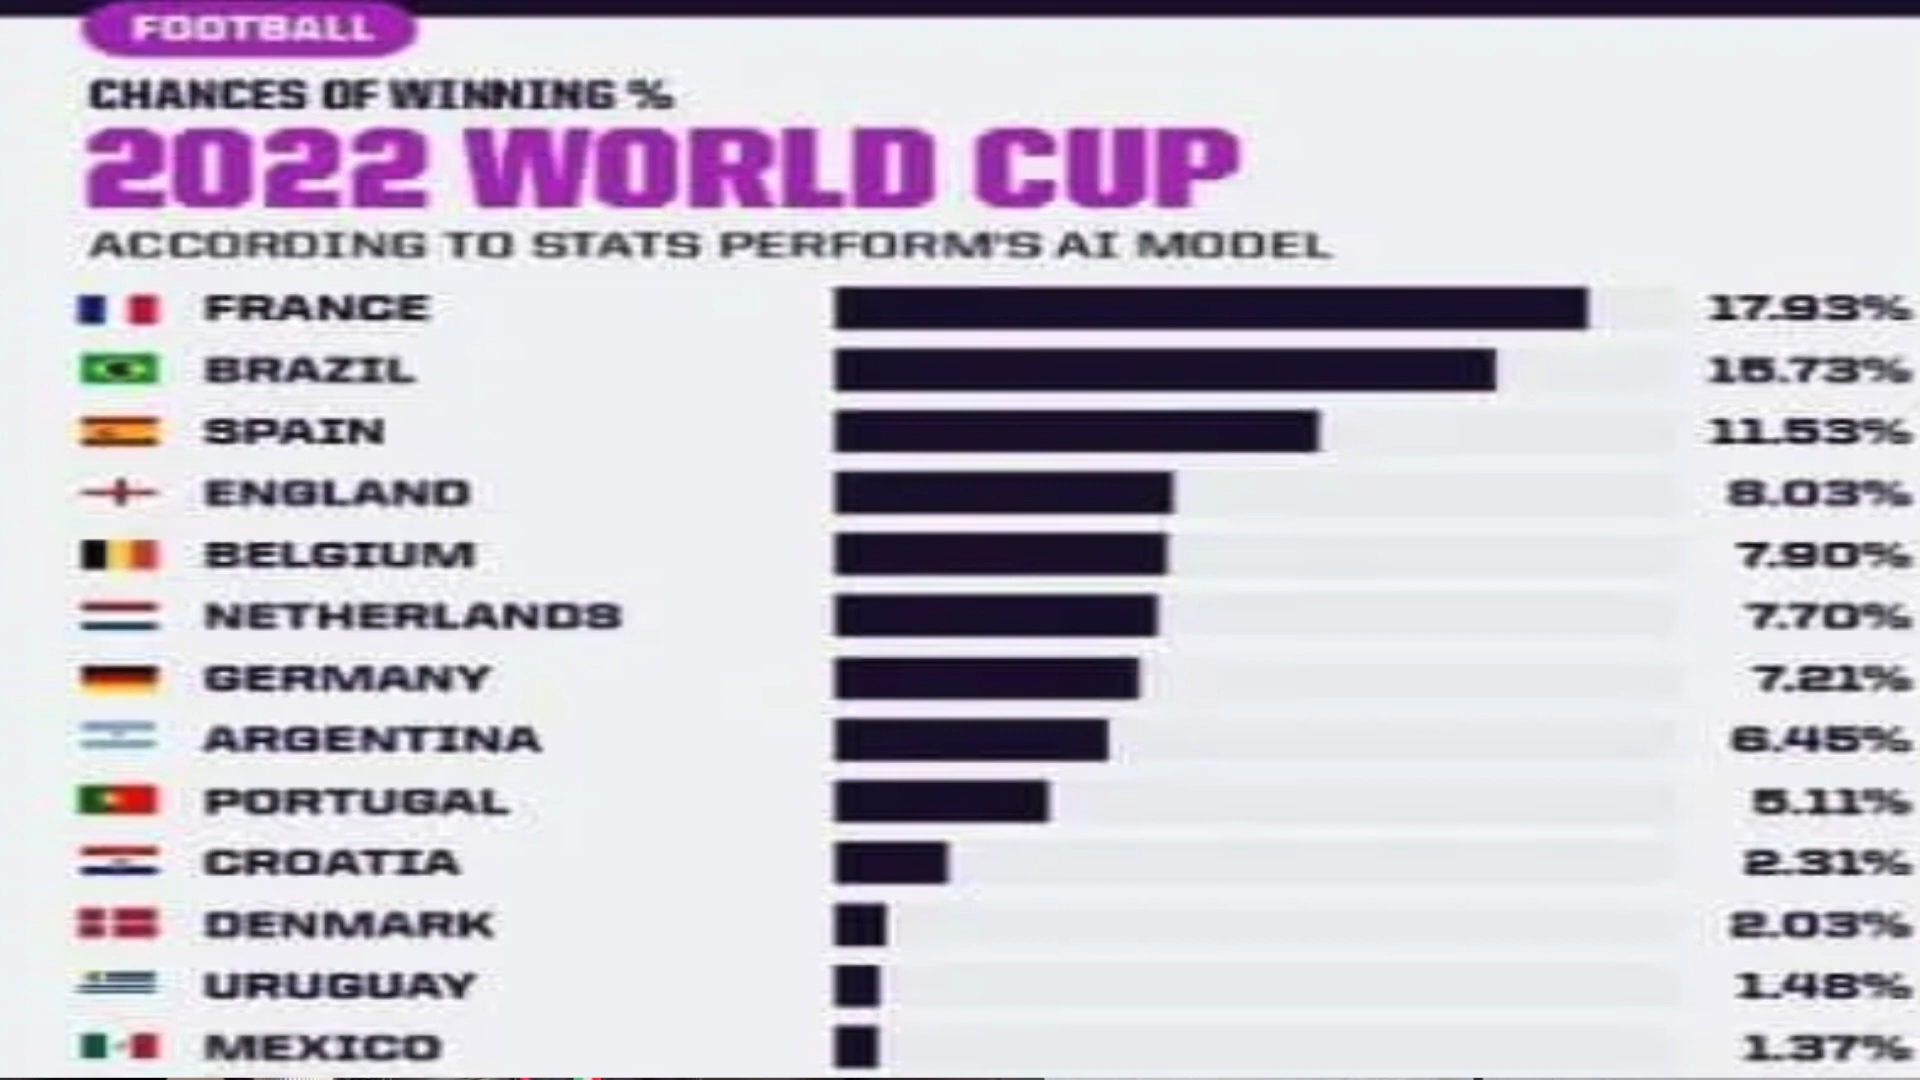 FOOTBALL
CHANCES OF WINNING %
2022 WORLD CUP
ACCORDING TO STATS PERFORM'S AI MODEL
FRANCE 17.93%
BRAZIL 15.73%
SPAIN 11.53%
ENGLAND 8.03%
BELGIUM 7.90%
NETHERLANDS 7.70%
GERMANY 7.21%
ARGENTINA 6.45%
PORTUGAL 5.11%
CROATIA 2.31%
DENMARK 2.03%
URUGUAY 1.48%
MEXICO 1.37%